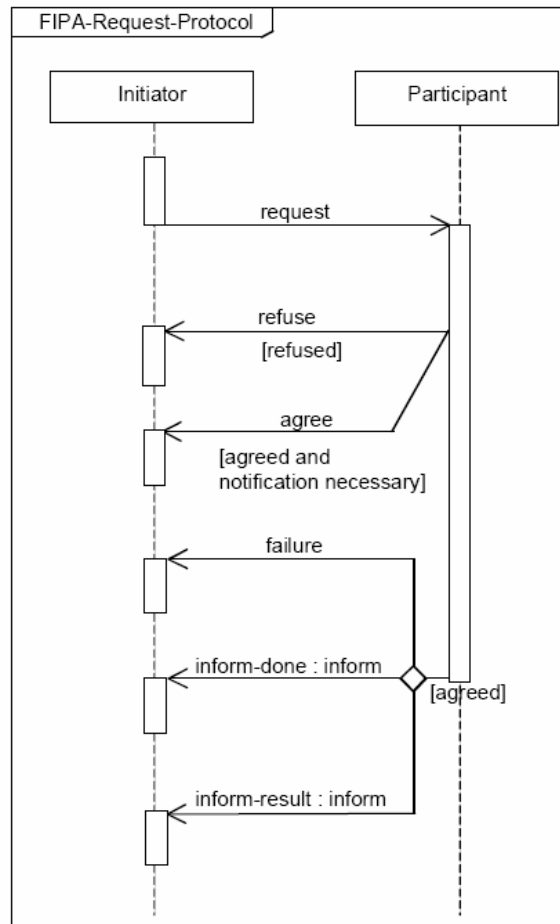 FIPA-Request-Protocol
Initiator
Participant
request
refuse
[refused]
agree
[agreed and
notification necessary]
failure
inform-done : inform
[agreed]
inform-result : inform